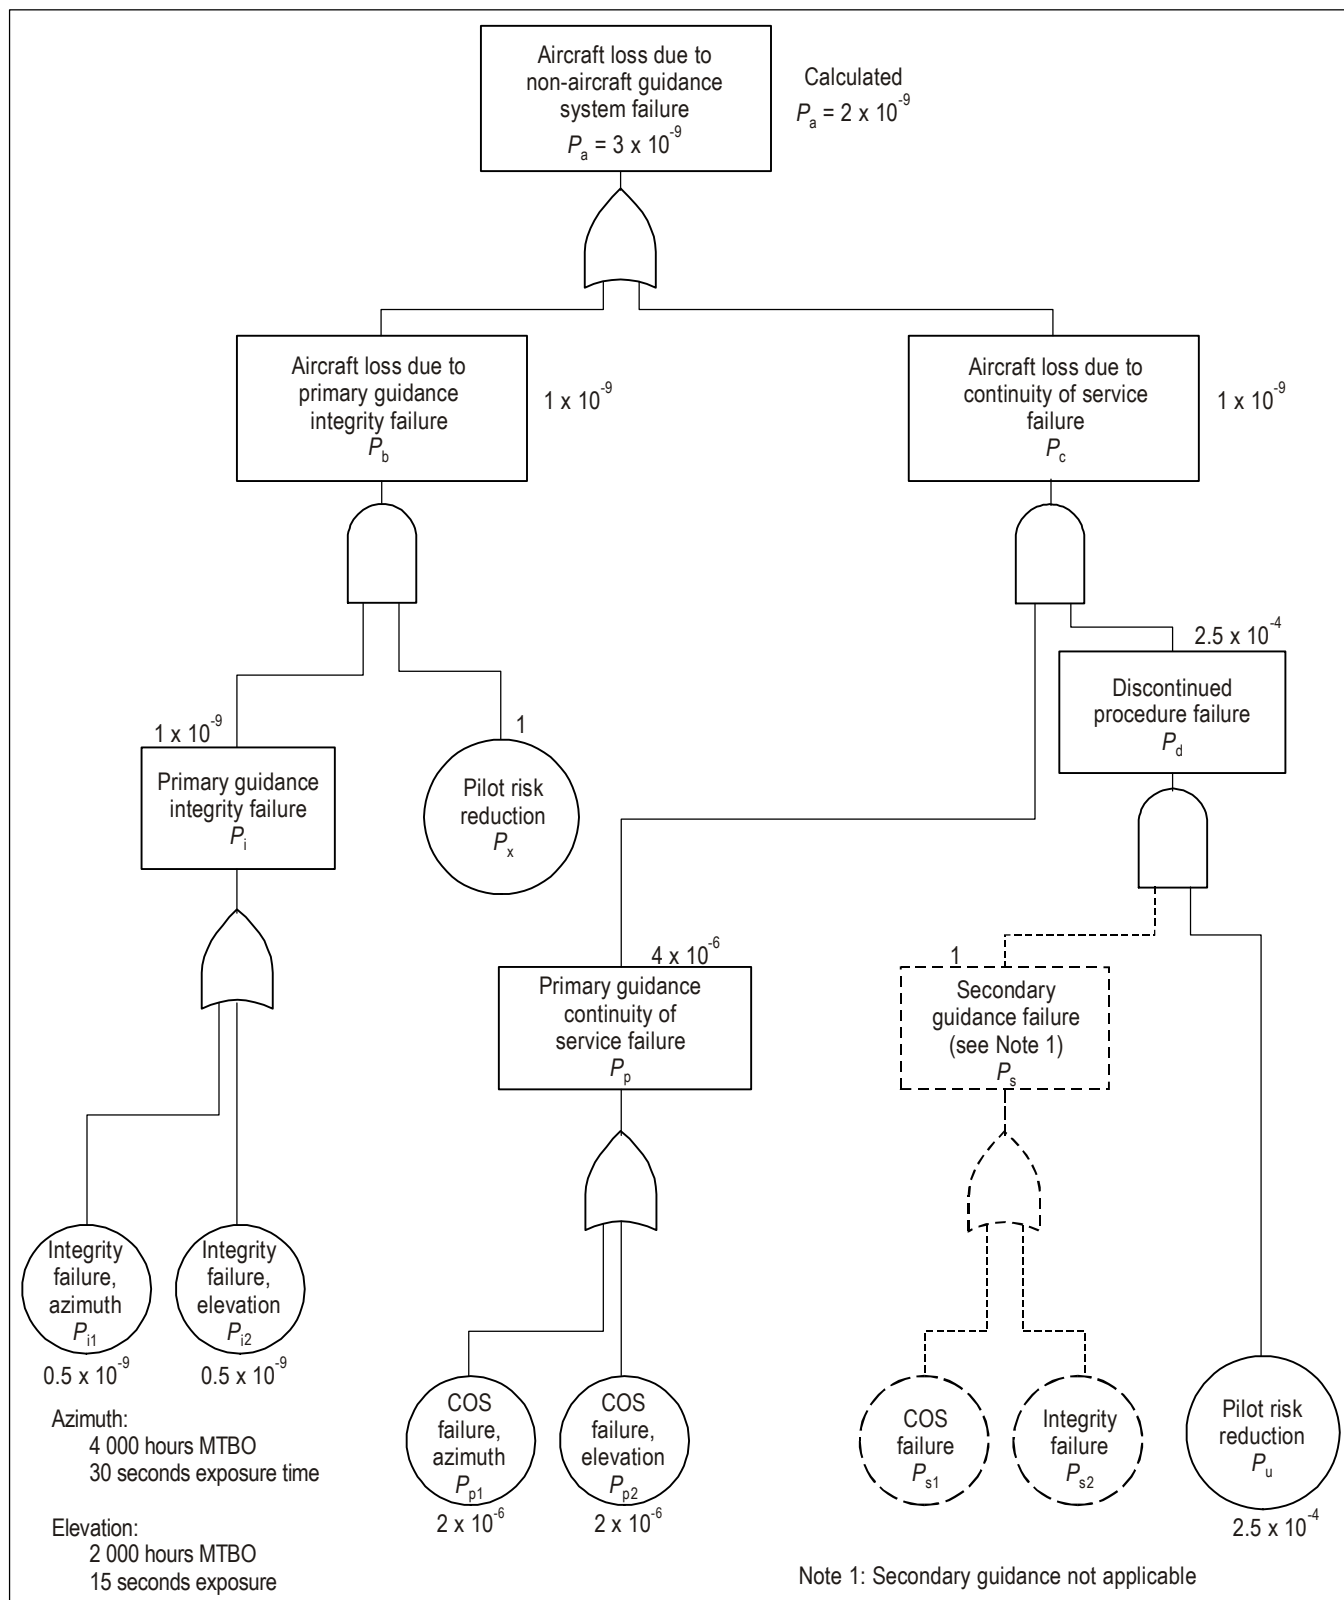 Aircraft loss due to
non-aircraft guidance
system failure
Pa = 3 x 10-9
Calculated
Pa = 2 x 10-9
Aircraft loss due to
primary guidance
integrity failure
Pb
1 x 10-9
Aircraft loss due to
continuity of service
failure
Pc
1 x 10-9
2.5 x 10-4
Discontinued
procedure failure
Pd
1 x 10-9
Primary guidance
integrity failure
Pi
1
Pilot risk
reduction
Px
4 x 10-6
Primary guidance
continuity of
service failure
Pp
1
Secondary
guidance failure
(see Note 1)
Ps
Integrity
failure,
azimuth
Pi1
0.5 x 10-9
Integrity
failure,
elevation
Pi2
0.5 x 10-9
COS
failure,
azimuth
Pp1
2 x 10-6
COS
failure,
elevation
Pp2
2 x 10-6
COS
failure
Ps1
Integrity
failure
Ps2
Pilot risk
reduction
Pu
2.5 x 10-4
Azimuth:
4 000 hours MTBO
30 seconds exposure time
Elevation:
2 000 hours MTBO
15 seconds exposure
Note 1: Secondary guidance not applicable